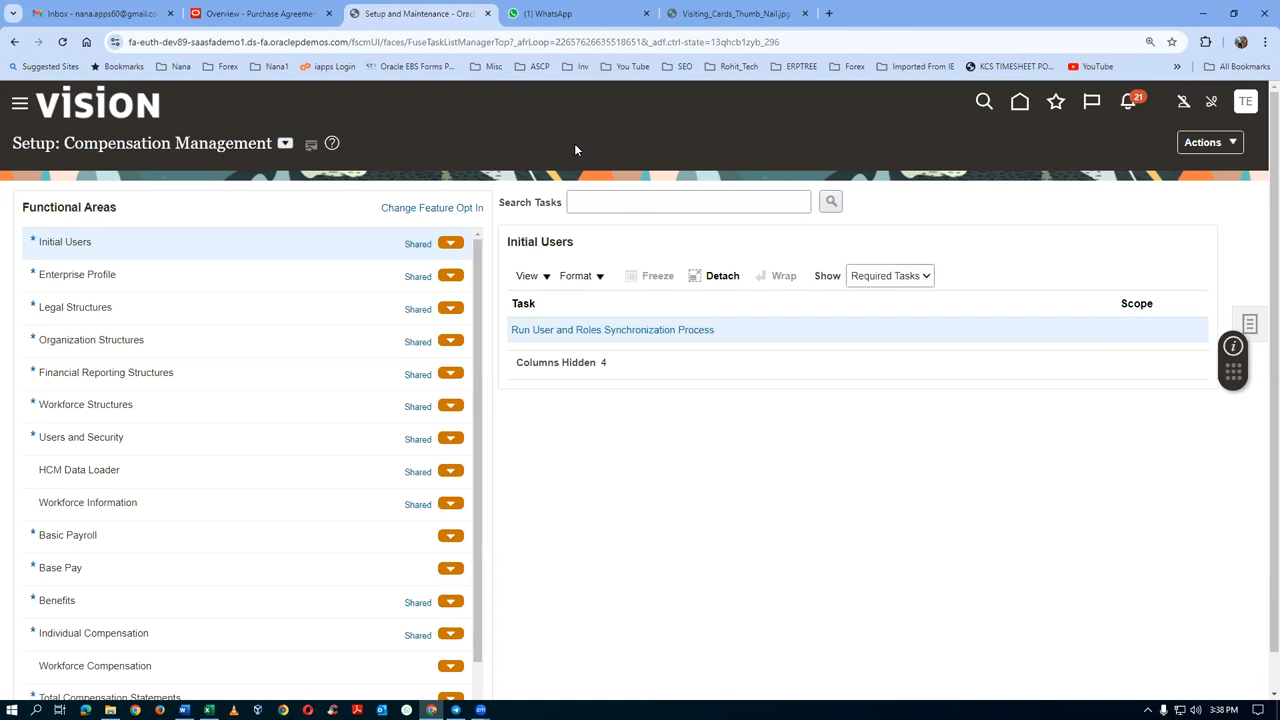 Inbox - nana.apps60@gmail.co
Overview - Purchase Agreemen
Setup and Maintenance - Orac
(1) WhatsApp
Visiting_Cards_Thumb_Nail.jpg
fa-euth-dev89-saasfademo1.ds-fa.oraclepdemos.com/fscmUI/faces/FuseTaskListManagerTop?_afrLoop=22657626635518651&_adf.ctrl-state=13qhcb1zyb_296
Suggested Sites
Bookmarks
Nana
Forex
Nana1
iapps Login
Oracle EBS Forms P...
Misc
ASCP
Inv
You Tube
SEO
Rohit_Tech
ERPTREE
Forex
Imported From IE
KCS TIMESHEET PO...
YouTube
»
All Bookmarks
VISION
21
TE
Setup: Compensation Management
Actions
Functional Areas
Change Feature Opt In
* Initial Users Shared
* Enterprise Profile Shared
* Legal Structures Shared
* Organization Structures Shared
* Financial Reporting Structures Shared
* Workforce Structures Shared
* Users and Security Shared
HCM Data Loader Shared
Workforce Information Shared
* Basic Payroll
* Base Pay
* Benefits Shared
* Individual Compensation Shared
Workforce Compensation
* Total Compensation Statements
Search Tasks
Initial Users
View Format Freeze Detach Wrap Show Required Tasks
Task Scope
Run User and Roles Synchronization Process
Columns Hidden 4
3:38 PM